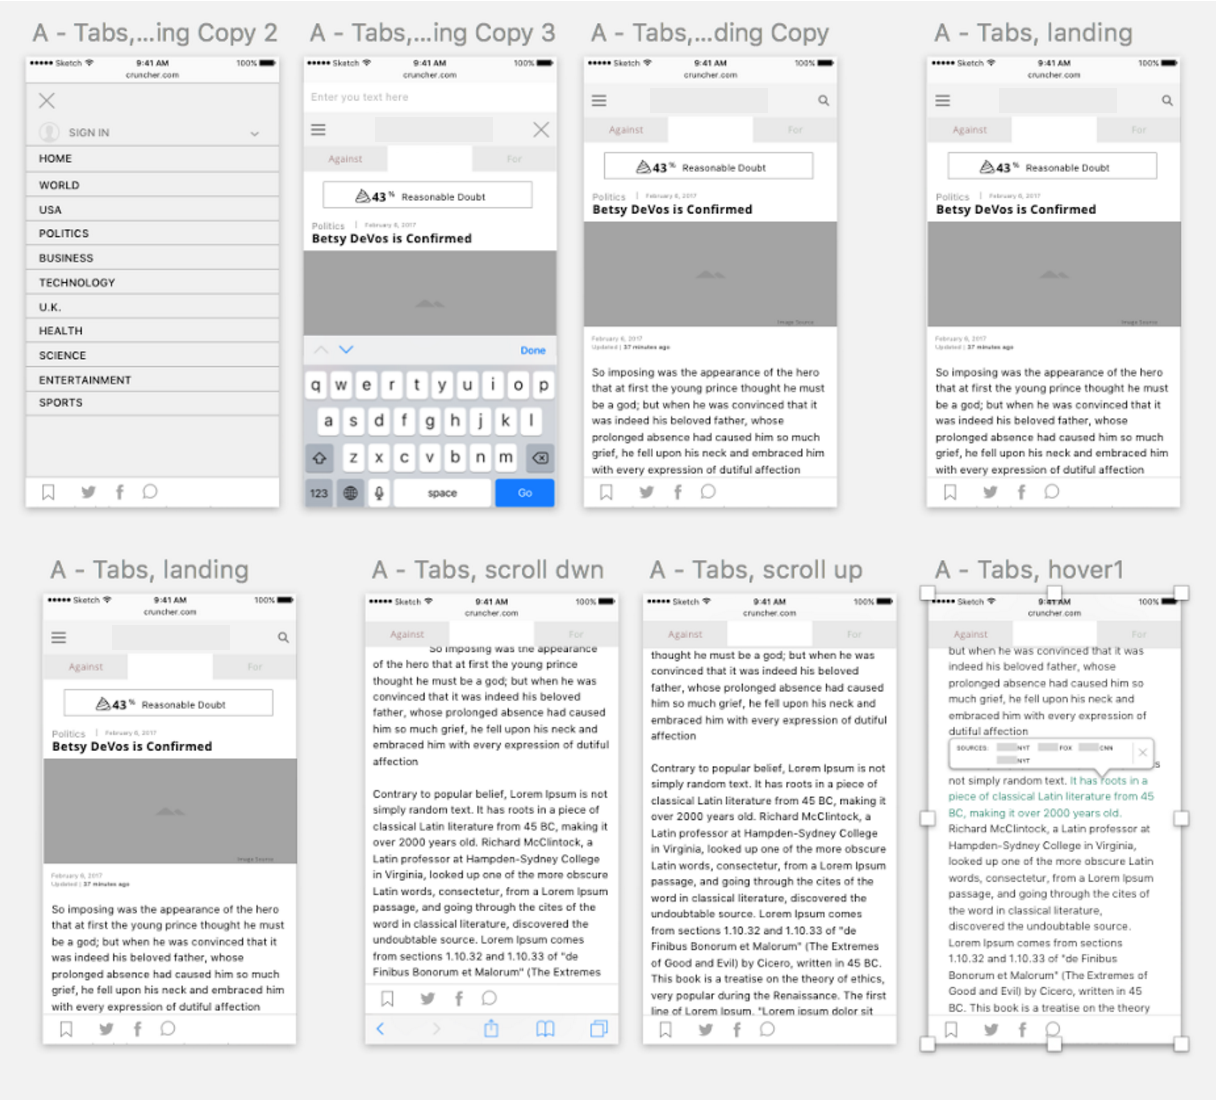 A - Tabs,...ing Copy 2
Sketch 9:41 AM 100%
cruncher.com
SIGN IN
HOME
WORLD
USA
POLITICS
BUSINESS
TECHNOLOGY
U.K.
HEALTH
SCIENCE
ENTERTAINMENT
SPORTS
A - Tabs,...ing Copy 3
Sketch 9:41 AM 100%
cruncher.com
Enter you text here
Against For
43 % Reasonable Doubt
Politics | February 6, 2017
Betsy DeVos is Confirmed
Done
q w e r t y u i o p
a s d f g h j k l
z x c v b n m
123 space Go
A - Tabs,...ding Copy
Sketch 9:41 AM 100%
cruncher.com
Against For
43 % Reasonable Doubt
Politics | February 6, 2017
Betsy DeVos is Confirmed
Image Source
February 6, 2017
Updated | 37 minutes ago
So imposing was the appearance of the hero
that at first the young prince thought he must
be a god; but when he was convinced that it
was indeed his beloved father, whose
prolonged absence had caused him so much
grief, he fell upon his neck and embraced him
with every expression of dutiful affection
A - Tabs, landing
Sketch 9:41 AM 100%
cruncher.com
Against For
43 % Reasonable Doubt
Politics | February 6, 2017
Betsy DeVos is Confirmed
Image Source
February 6, 2017
Updated | 37 minutes ago
So imposing was the appearance of the hero
that at first the young prince thought he must
be a god; but when he was convinced that it
was indeed his beloved father, whose
prolonged absence had caused him so much
grief, he fell upon his neck and embraced him
with every expression of dutiful affection
A - Tabs, landing
Sketch 9:41 AM 100%
cruncher.com
Against For
43 % Reasonable Doubt
Politics | February 6, 2017
Betsy DeVos is Confirmed
Image Source
February 6, 2017
Updated | 37 minutes ago
So imposing was the appearance of the hero
that at first the young prince thought he must
be a god; but when he was convinced that it
was indeed his beloved father, whose
prolonged absence had caused him so much
grief, he fell upon his neck and embraced him
with every expression of dutiful affection
A - Tabs, scroll dwn
Sketch 9:41 AM 100%
cruncher.com
Against For
So imposing was the appearance
of the hero that at first the young prince
thought he must be a god; but when he was
convinced that it was indeed his beloved
father, whose prolonged absence had caused
him so much grief, he fell upon his neck and
embraced him with every expression of dutiful
affection
Contrary to popular belief, Lorem Ipsum is not
simply random text. It has roots in a piece of
classical Latin literature from 45 BC, making it
over 2000 years old. Richard McClintock, a
Latin professor at Hampden-Sydney College
in Virginia, looked up one of the more obscure
Latin words, consectetur, from a Lorem Ipsum
passage, and going through the cites of the
word in classical literature, discovered the
undoubtable source. Lorem Ipsum comes
from sections 1.10.32 and 1.10.33 of "de
Finibus Bonorum et Malorum" (The Extremes
A - Tabs, scroll up
Sketch 9:41 AM 100%
cruncher.com
Against For
thought he must be a god; but when he was
convinced that it was indeed his beloved
father, whose prolonged absence had caused
him so much grief, he fell upon his neck and
embraced him with every expression of dutiful
affection
Contrary to popular belief, Lorem Ipsum is not
simply random text. It has roots in a piece of
classical Latin literature from 45 BC, making it
over 2000 years old. Richard McClintock, a
Latin professor at Hampden-Sydney College
in Virginia, looked up one of the more obscure
Latin words, consectetur, from a Lorem Ipsum
passage, and going through the cites of the
word in classical literature, discovered the
undoubtable source. Lorem Ipsum comes
from sections 1.10.32 and 1.10.33 of "de
Finibus Bonorum et Malorum" (The Extremes
of Good and Evil) by Cicero, written in 45 BC.
This book is a treatise on the theory of ethics,
very popular during the Renaissance. The first
line of Lorem Ipsum, "Lorem ipsum dolor sit
A - Tabs, hover1
Sketch 9:41 AM 100%
cruncher.com
Against For
but when he was convinced that it was
indeed his beloved father, whose
prolonged absence had caused him so
much grief, he fell upon his neck and
embraced him with every expression of
dutiful affection
SOURCES: NYT FOX CNN
NYT
not simply random text. It has roots in a
piece of classical Latin literature from 45
BC, making it over 2000 years old.
Richard McClintock, a Latin professor at
Hampden-Sydney College in Virginia,
looked up one of the more obscure Latin
words, consectetur, from a Lorem Ipsum
passage, and going through the cites of
the word in classical literature,
discovered the undoubtable source.
Lorem Ipsum comes from sections
1.10.32 and 1.10.33 of "de Finibus
Bonorum et Malorum" (The Extremes of
Good and Evil) by Cicero, written in 45
BC. This book is a treatise on the theory